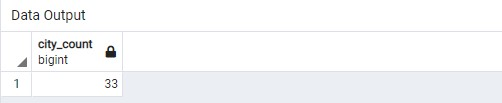 Data Output
city_count
bigint
1 33